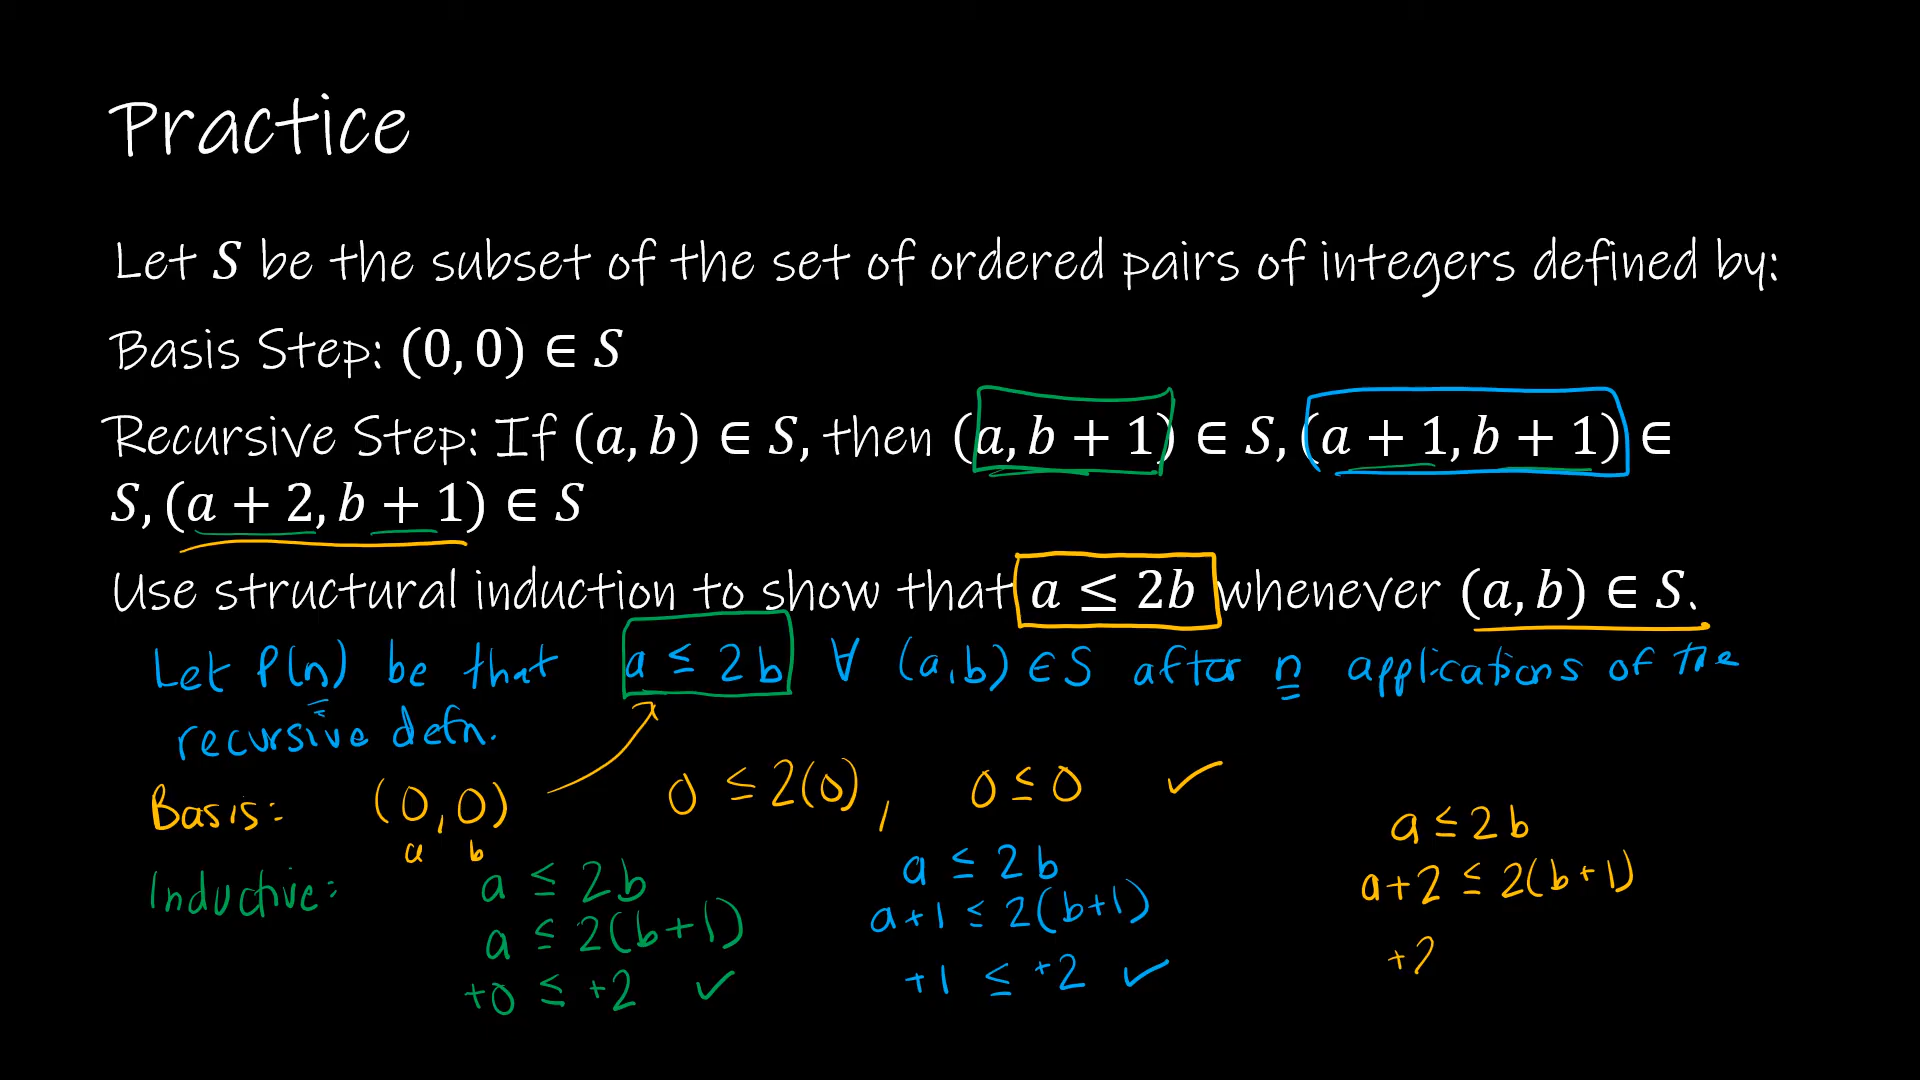 Practice
Let S be the subset of the set of ordered pairs of integers defined by:
Basis Step: (0, 0) ∈ S
Recursive Step: If (a, b) ∈ S, then (a, b + 1) ∈ S, (a + 1, b + 1) ∈
S, (a + 2, b + 1) ∈ S
Use structural induction to show that a ≤ 2b whenever (a, b) ∈ S.
Let P(n) be that a ≤ 2b ∀ (a,b) ∈ S after n applications of the
recursive defn.
Basis: (0, 0) 0 ≤ 2(0), 0 ≤ 0 ✓
a b
Inductive:
a ≤ 2b
a ≤ 2(b+1)
+0 ≤ +2 ✓
a ≤ 2b
a+1 ≤ 2(b+1)
+1 ≤ +2 ✓
a ≤ 2b
a+2 ≤ 2(b+1)
+2